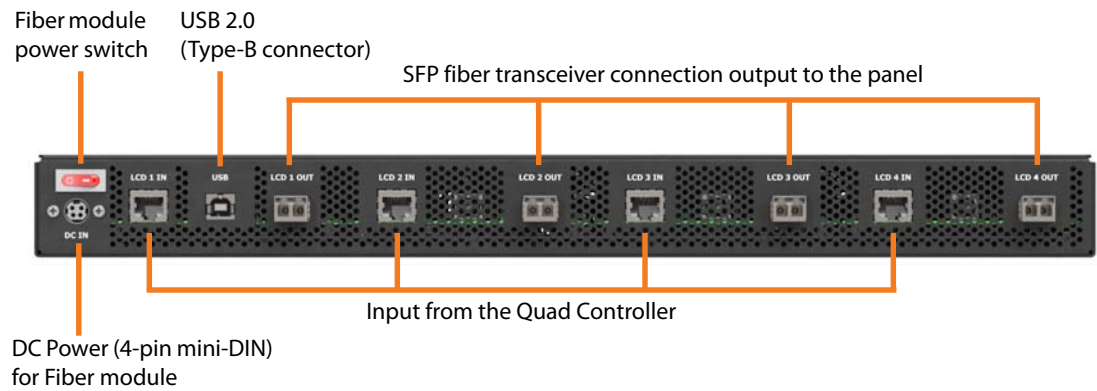 Fiber module
power switch
USB 2.0
(Type-B connector)
SFP fiber transceiver connection output to the panel
LCD 1 IN
USB
LCD 1 OUT
LCD 2 IN
LCD 2 OUT
LCD 3 IN
LCD 3 OUT
LCD 4 IN
LCD 4 OUT
DC IN
Input from the Quad Controller
DC Power (4-pin mini-DIN)
for Fiber module